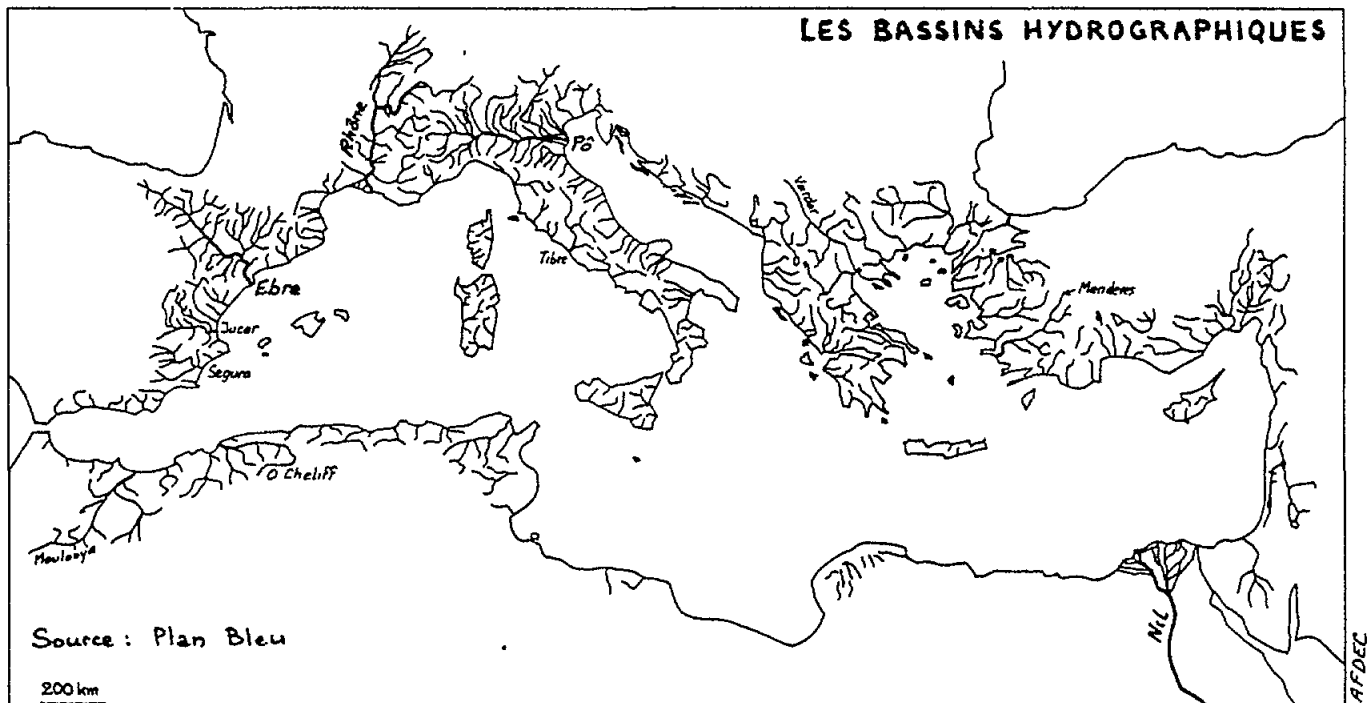 LES BASSINS HYDROGRAPHIQUES
Rhône
Pô
Vardar
Tibre
Ebre
Manderes
Jucar
Segura
O Cheliff
Moulouya
Nil
Source : Plan Bleu
200 km
AFDEC